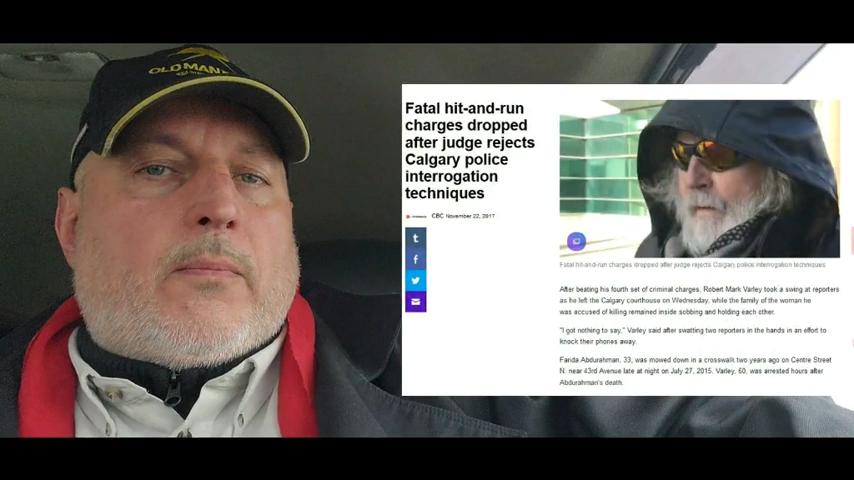 OLD MAN
Fatal hit-and-run
charges dropped
after judge rejects
Calgary police
interrogation
techniques
CBC November 22, 2017
t
f
Fatal hit-and-run charges dropped after judge rejects Calgary police interrogation techniques
After beating his fourth set of criminal charges, Robert Mark Varley took a swing at reporters
as he left the Calgary courthouse on Wednesday, while the family of the woman he
was accused of killing remained inside sobbing and holding each other.
"I got nothing to say," Varley said after swatting two reporters in the hands in an effort to
knock their phones away.
Farida Abdurahman, 33, was mowed down in a crosswalk two years ago on Centre Street
N. near 43rd Avenue late at night on July 27, 2015. Varley, 60, was arrested hours after
Abdurahman's death.